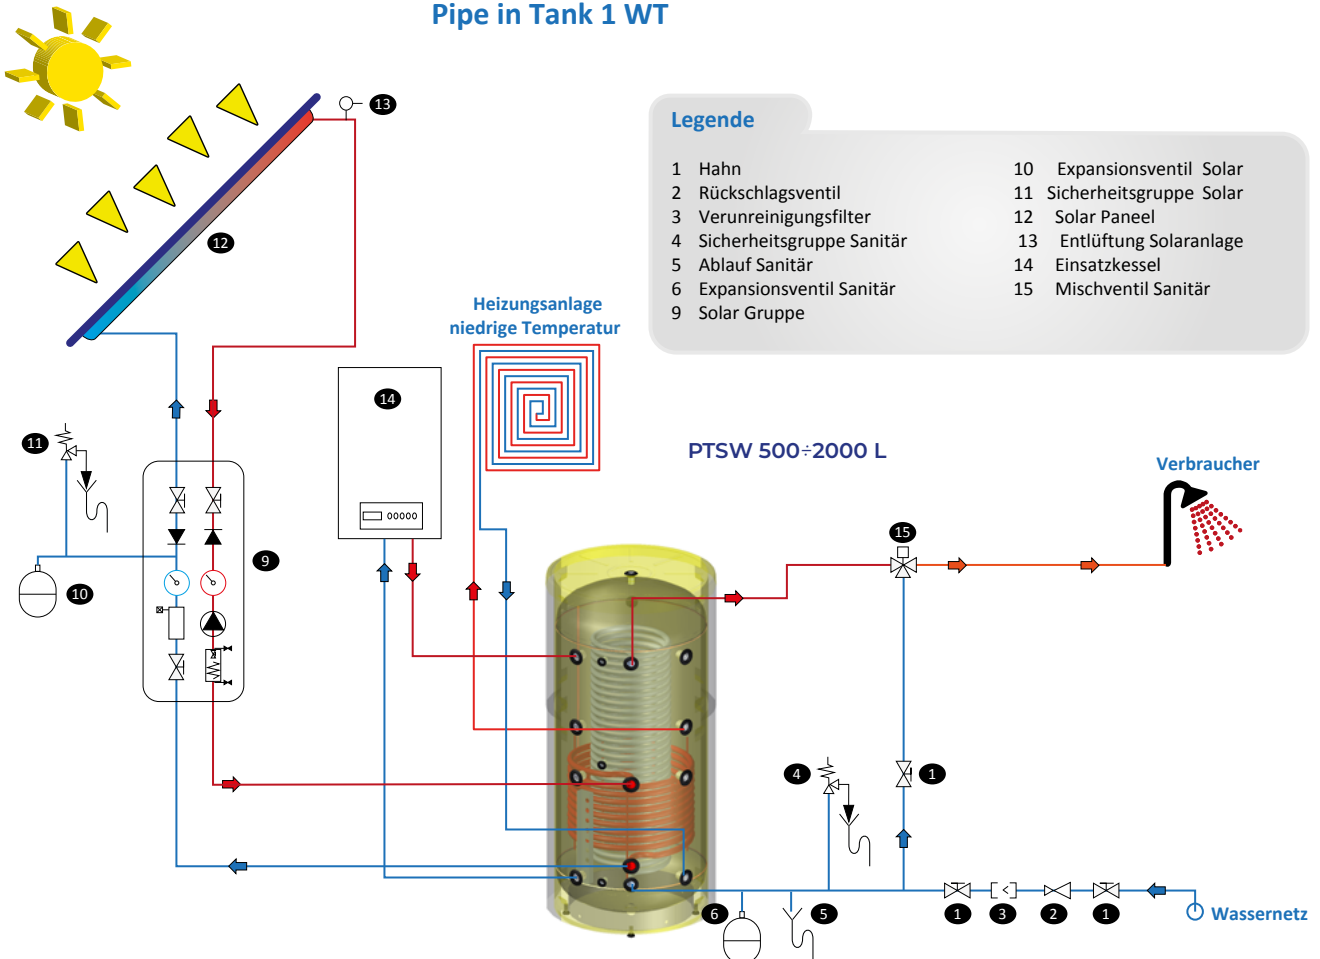 Pipe in Tank 1 WT
13
Legende
1 Hahn
2 Rückschlagsventil
3 Verunreinigungsfilter
4 Sicherheitsgruppe Sanitär
5 Ablauf Sanitär
6 Expansionsventil Sanitär
9 Solar Gruppe
10 Expansionsventil Solar
11 Sicherheitsgruppe Solar
12 Solar Paneel
13 Entlüftung Solaranlage
14 Einsatzkessel
15 Mischventil Sanitär
12
Heizungsanlage
niedrige Temperatur
14
11
PTSW 500÷2000 L
Verbraucher
15
9
10
4
1
6
5
1
3
2
1
Wassernetz